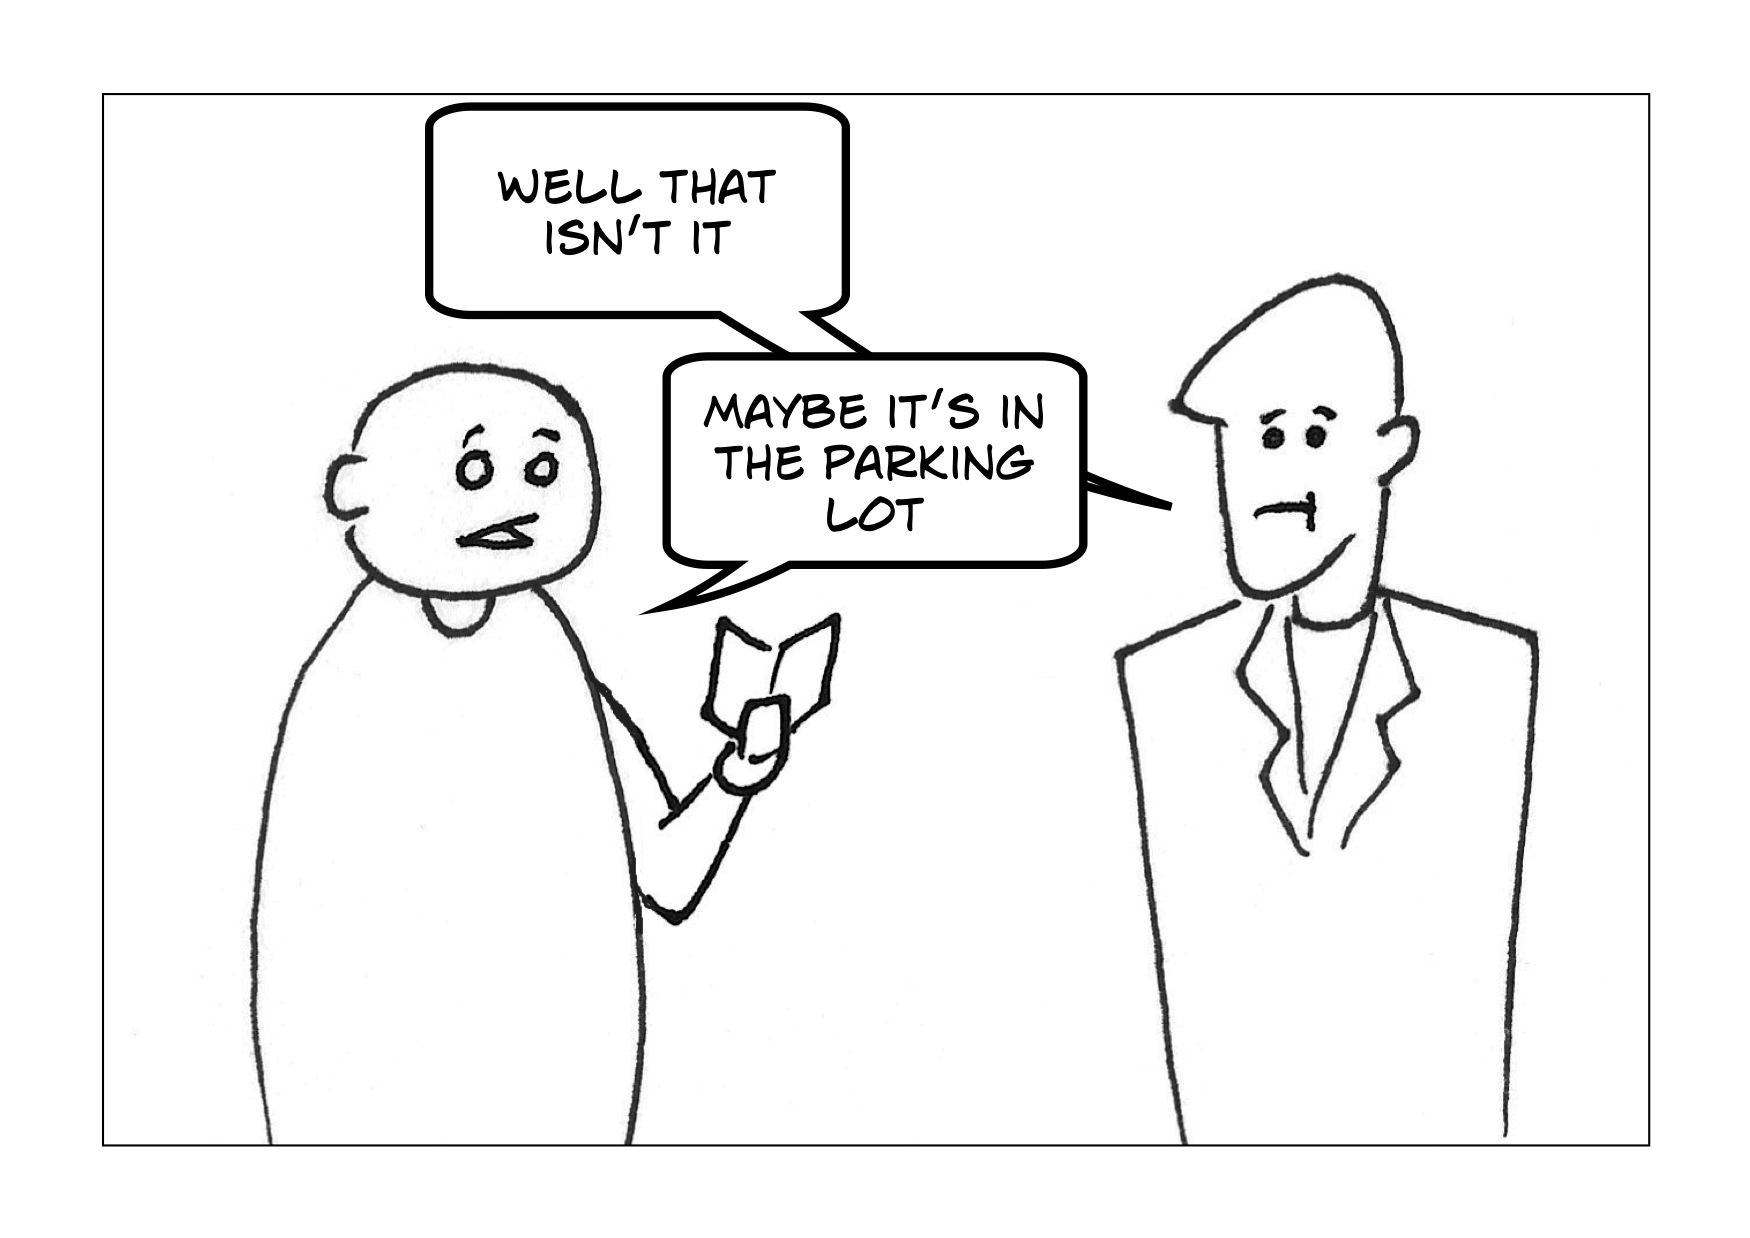 WELL THAT
ISN'T IT
MAYBE IT'S IN
THE PARKING
LOT